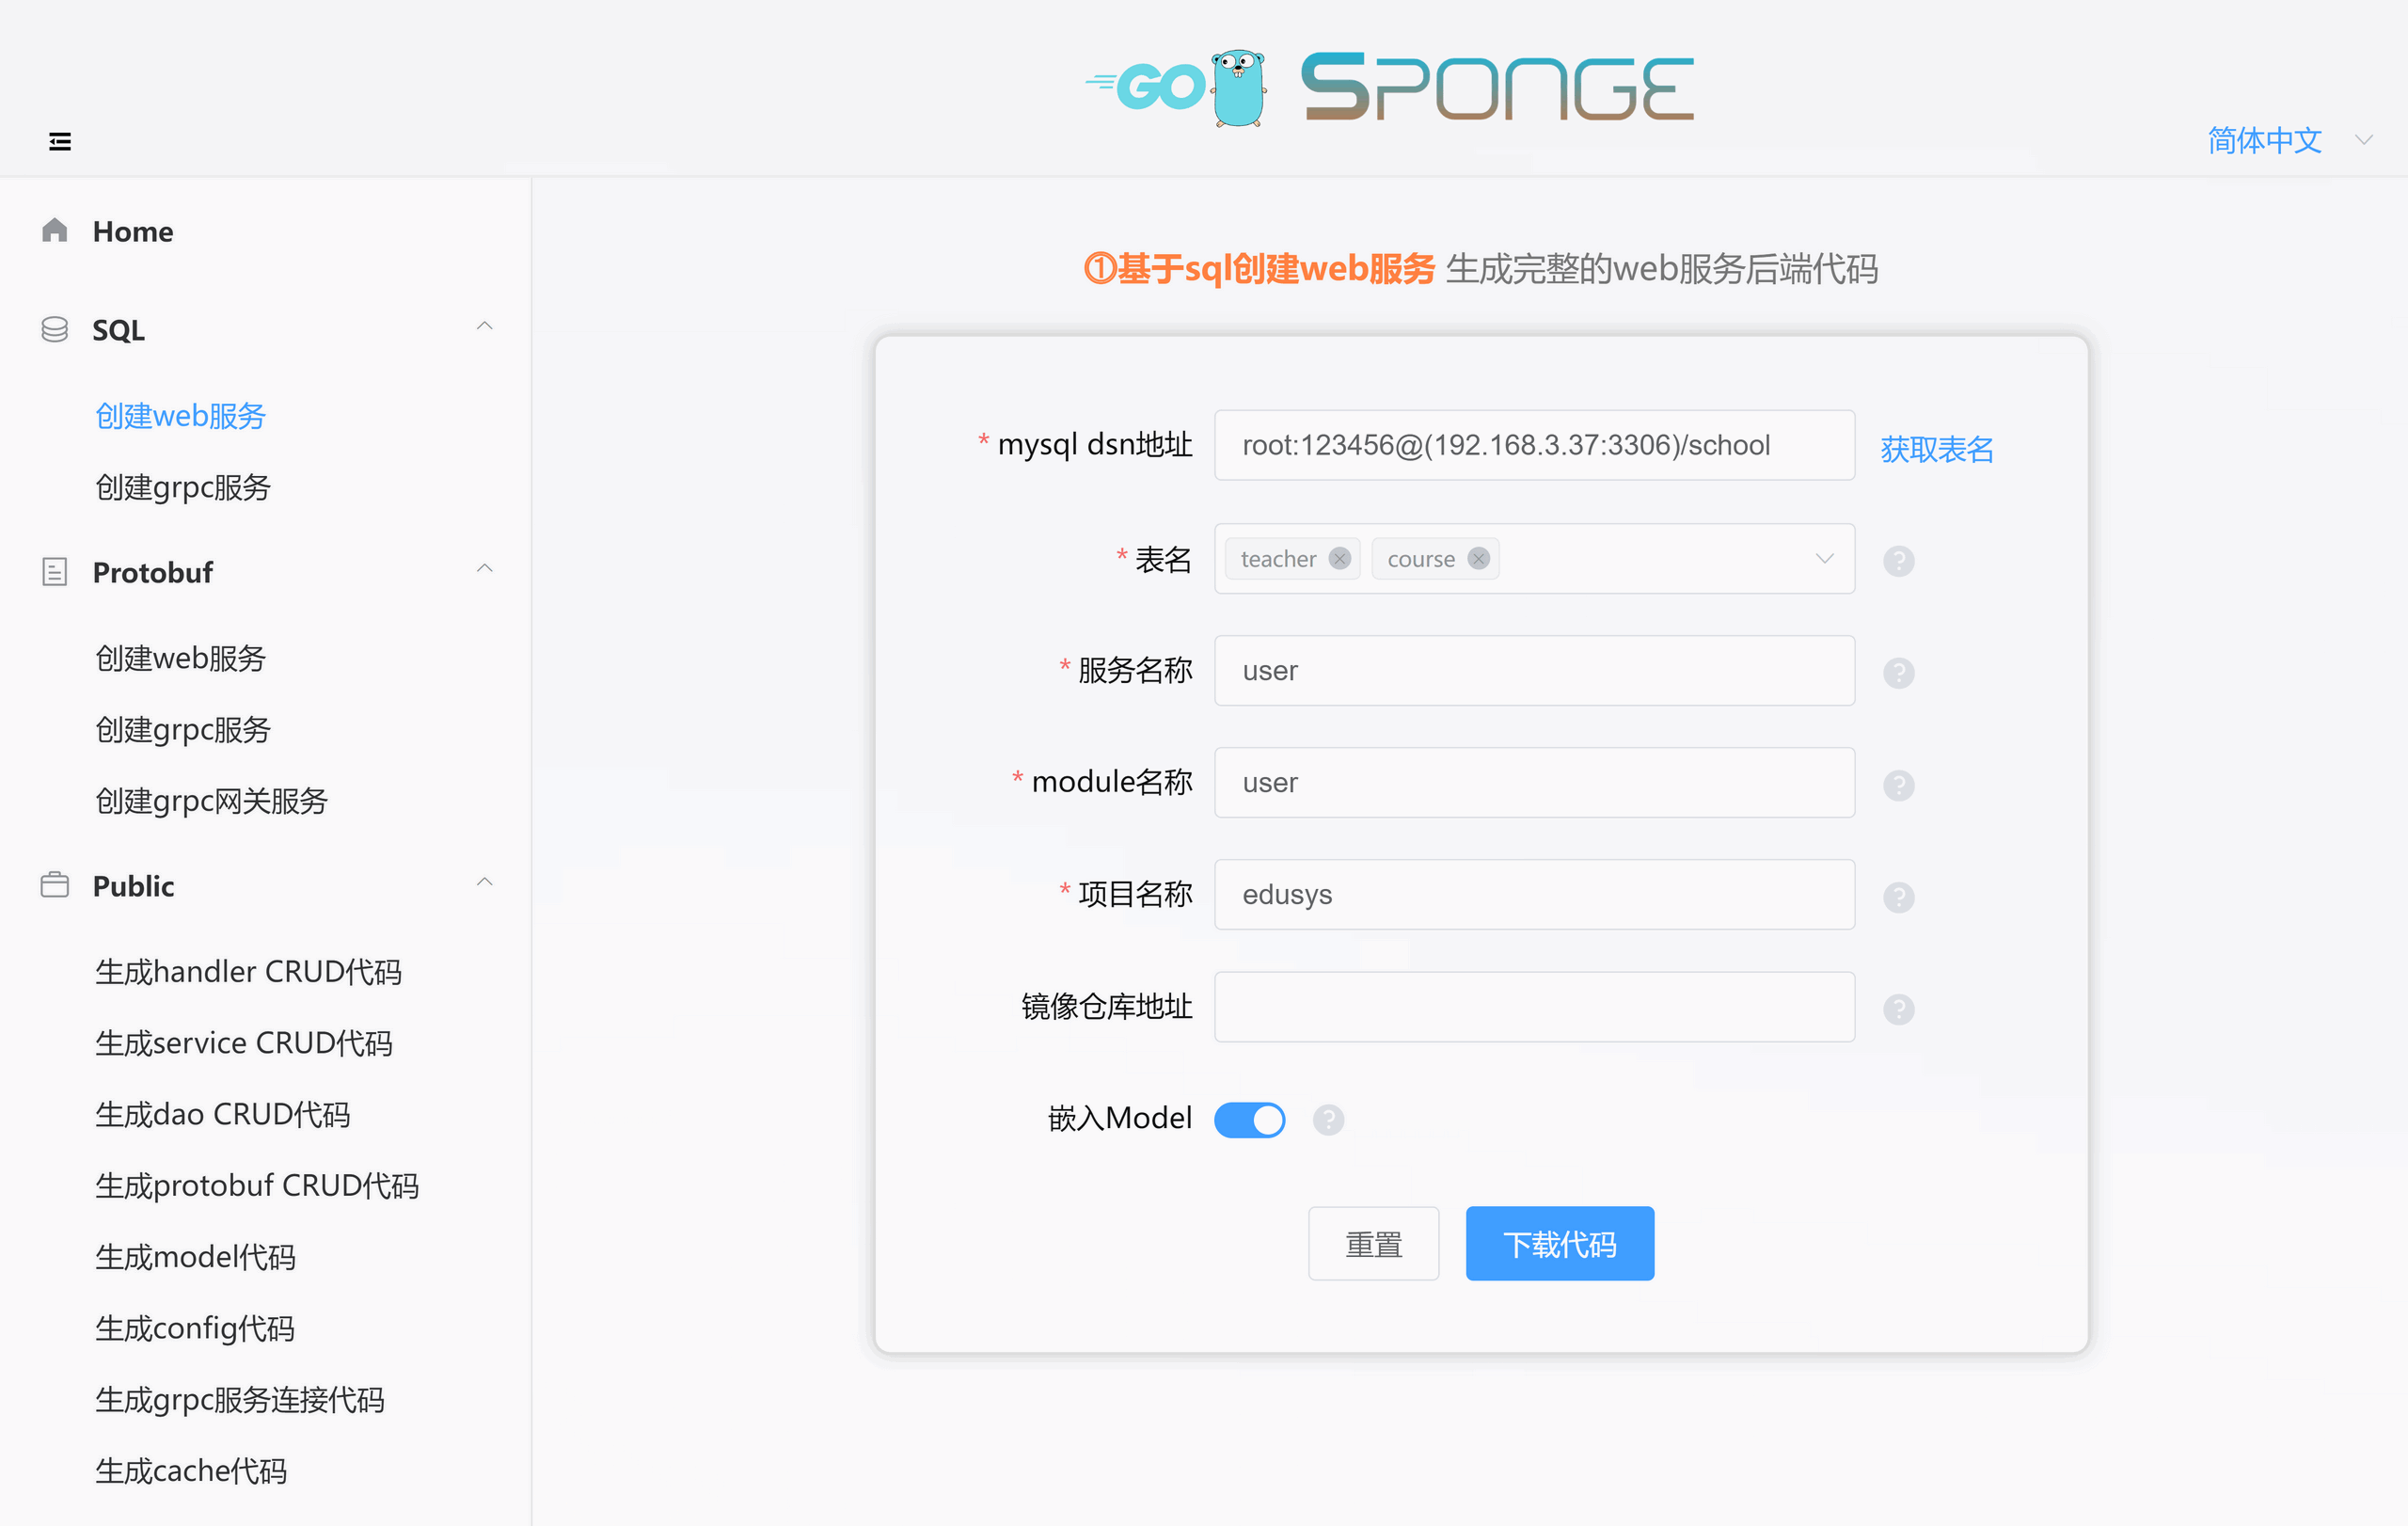 GO SPONGE
简体中文
Home
SQL
创建web服务
创建grpc服务
Protobuf
创建web服务
创建grpc服务
创建grpc网关服务
Public
生成handler CRUD代码
生成service CRUD代码
生成dao CRUD代码
生成protobuf CRUD代码
生成model代码
生成config代码
生成grpc服务连接代码
生成cache代码
①基于sql创建web服务 生成完整的web服务后端代码
* mysql dsn地址 root:123456@(192.168.3.37:3306)/school 获取表名
* 表名 teacher course
* 服务名称 user
* module名称 user
* 项目名称 edusys
镜像仓库地址
嵌入Model
重置 下载代码